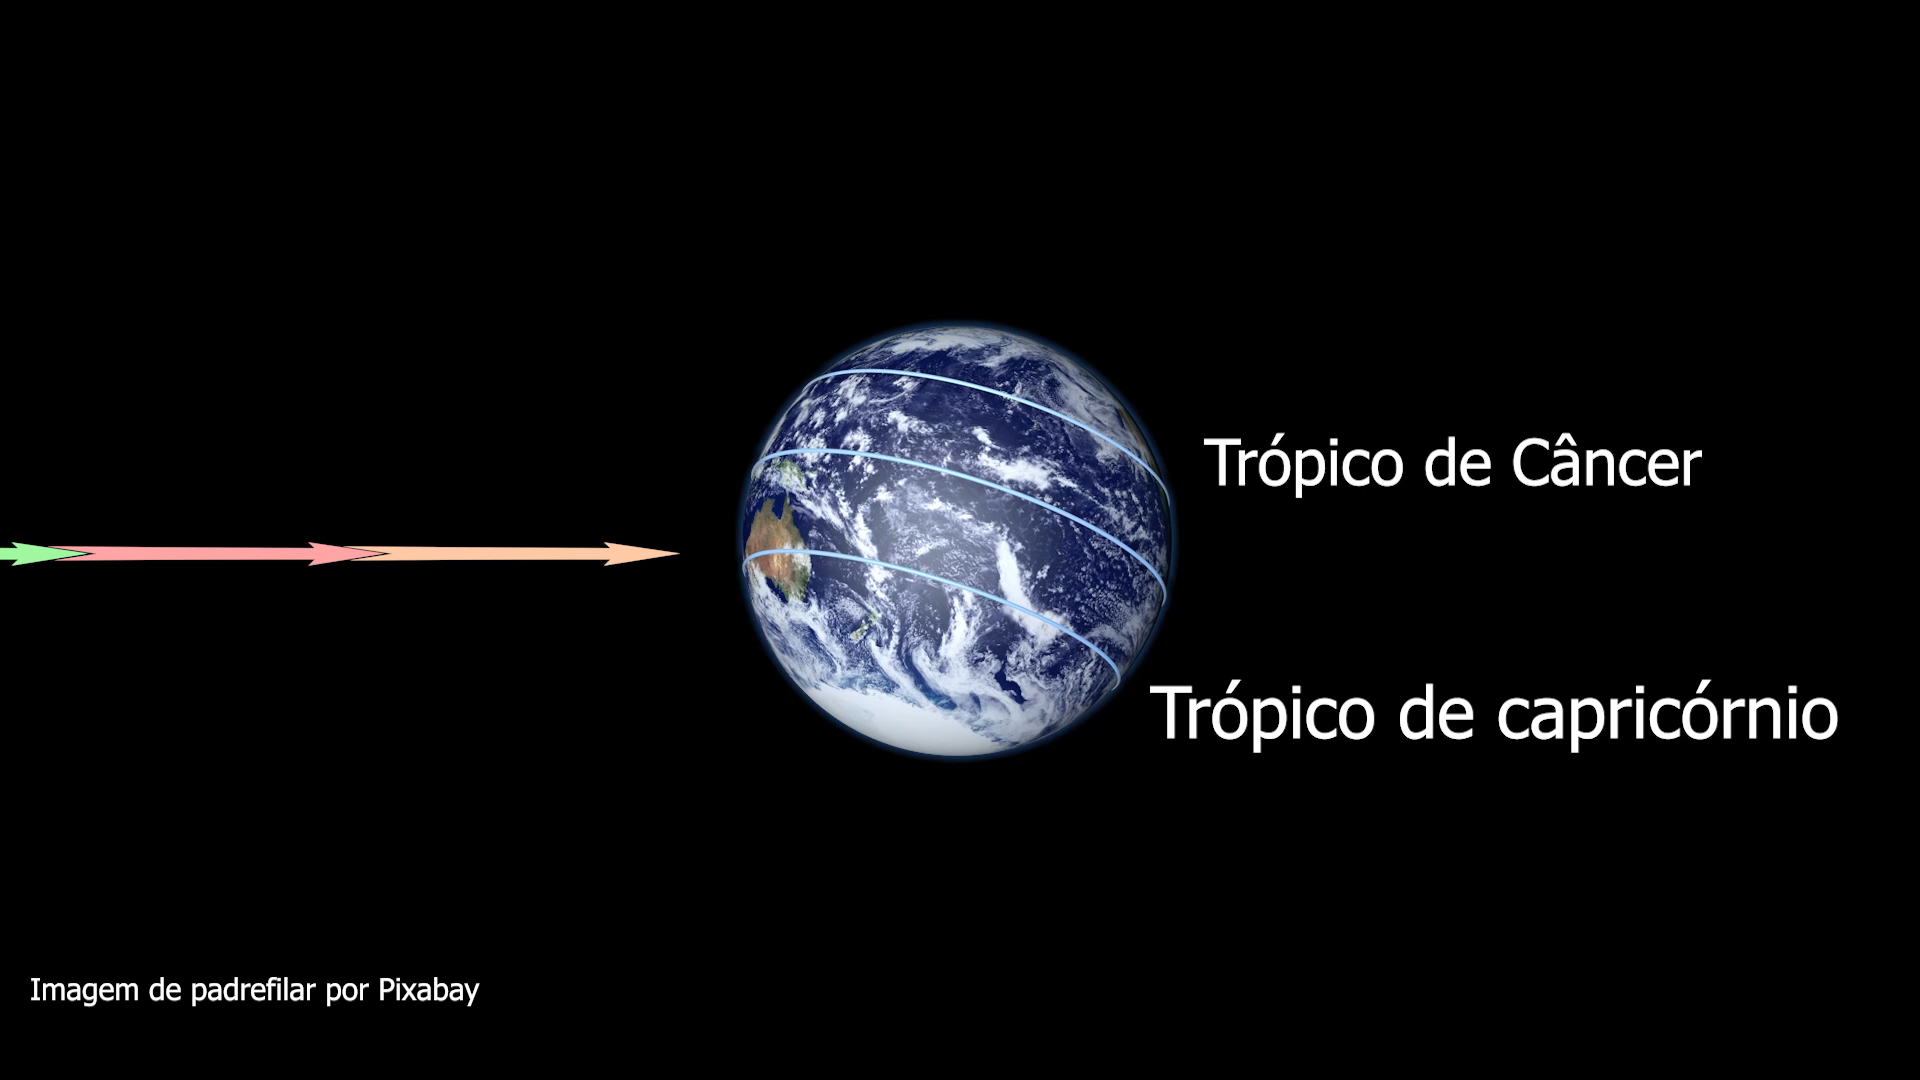 Trópico de Câncer
Trópico de capricórnio
Imagem de padrefilar por Pixabay